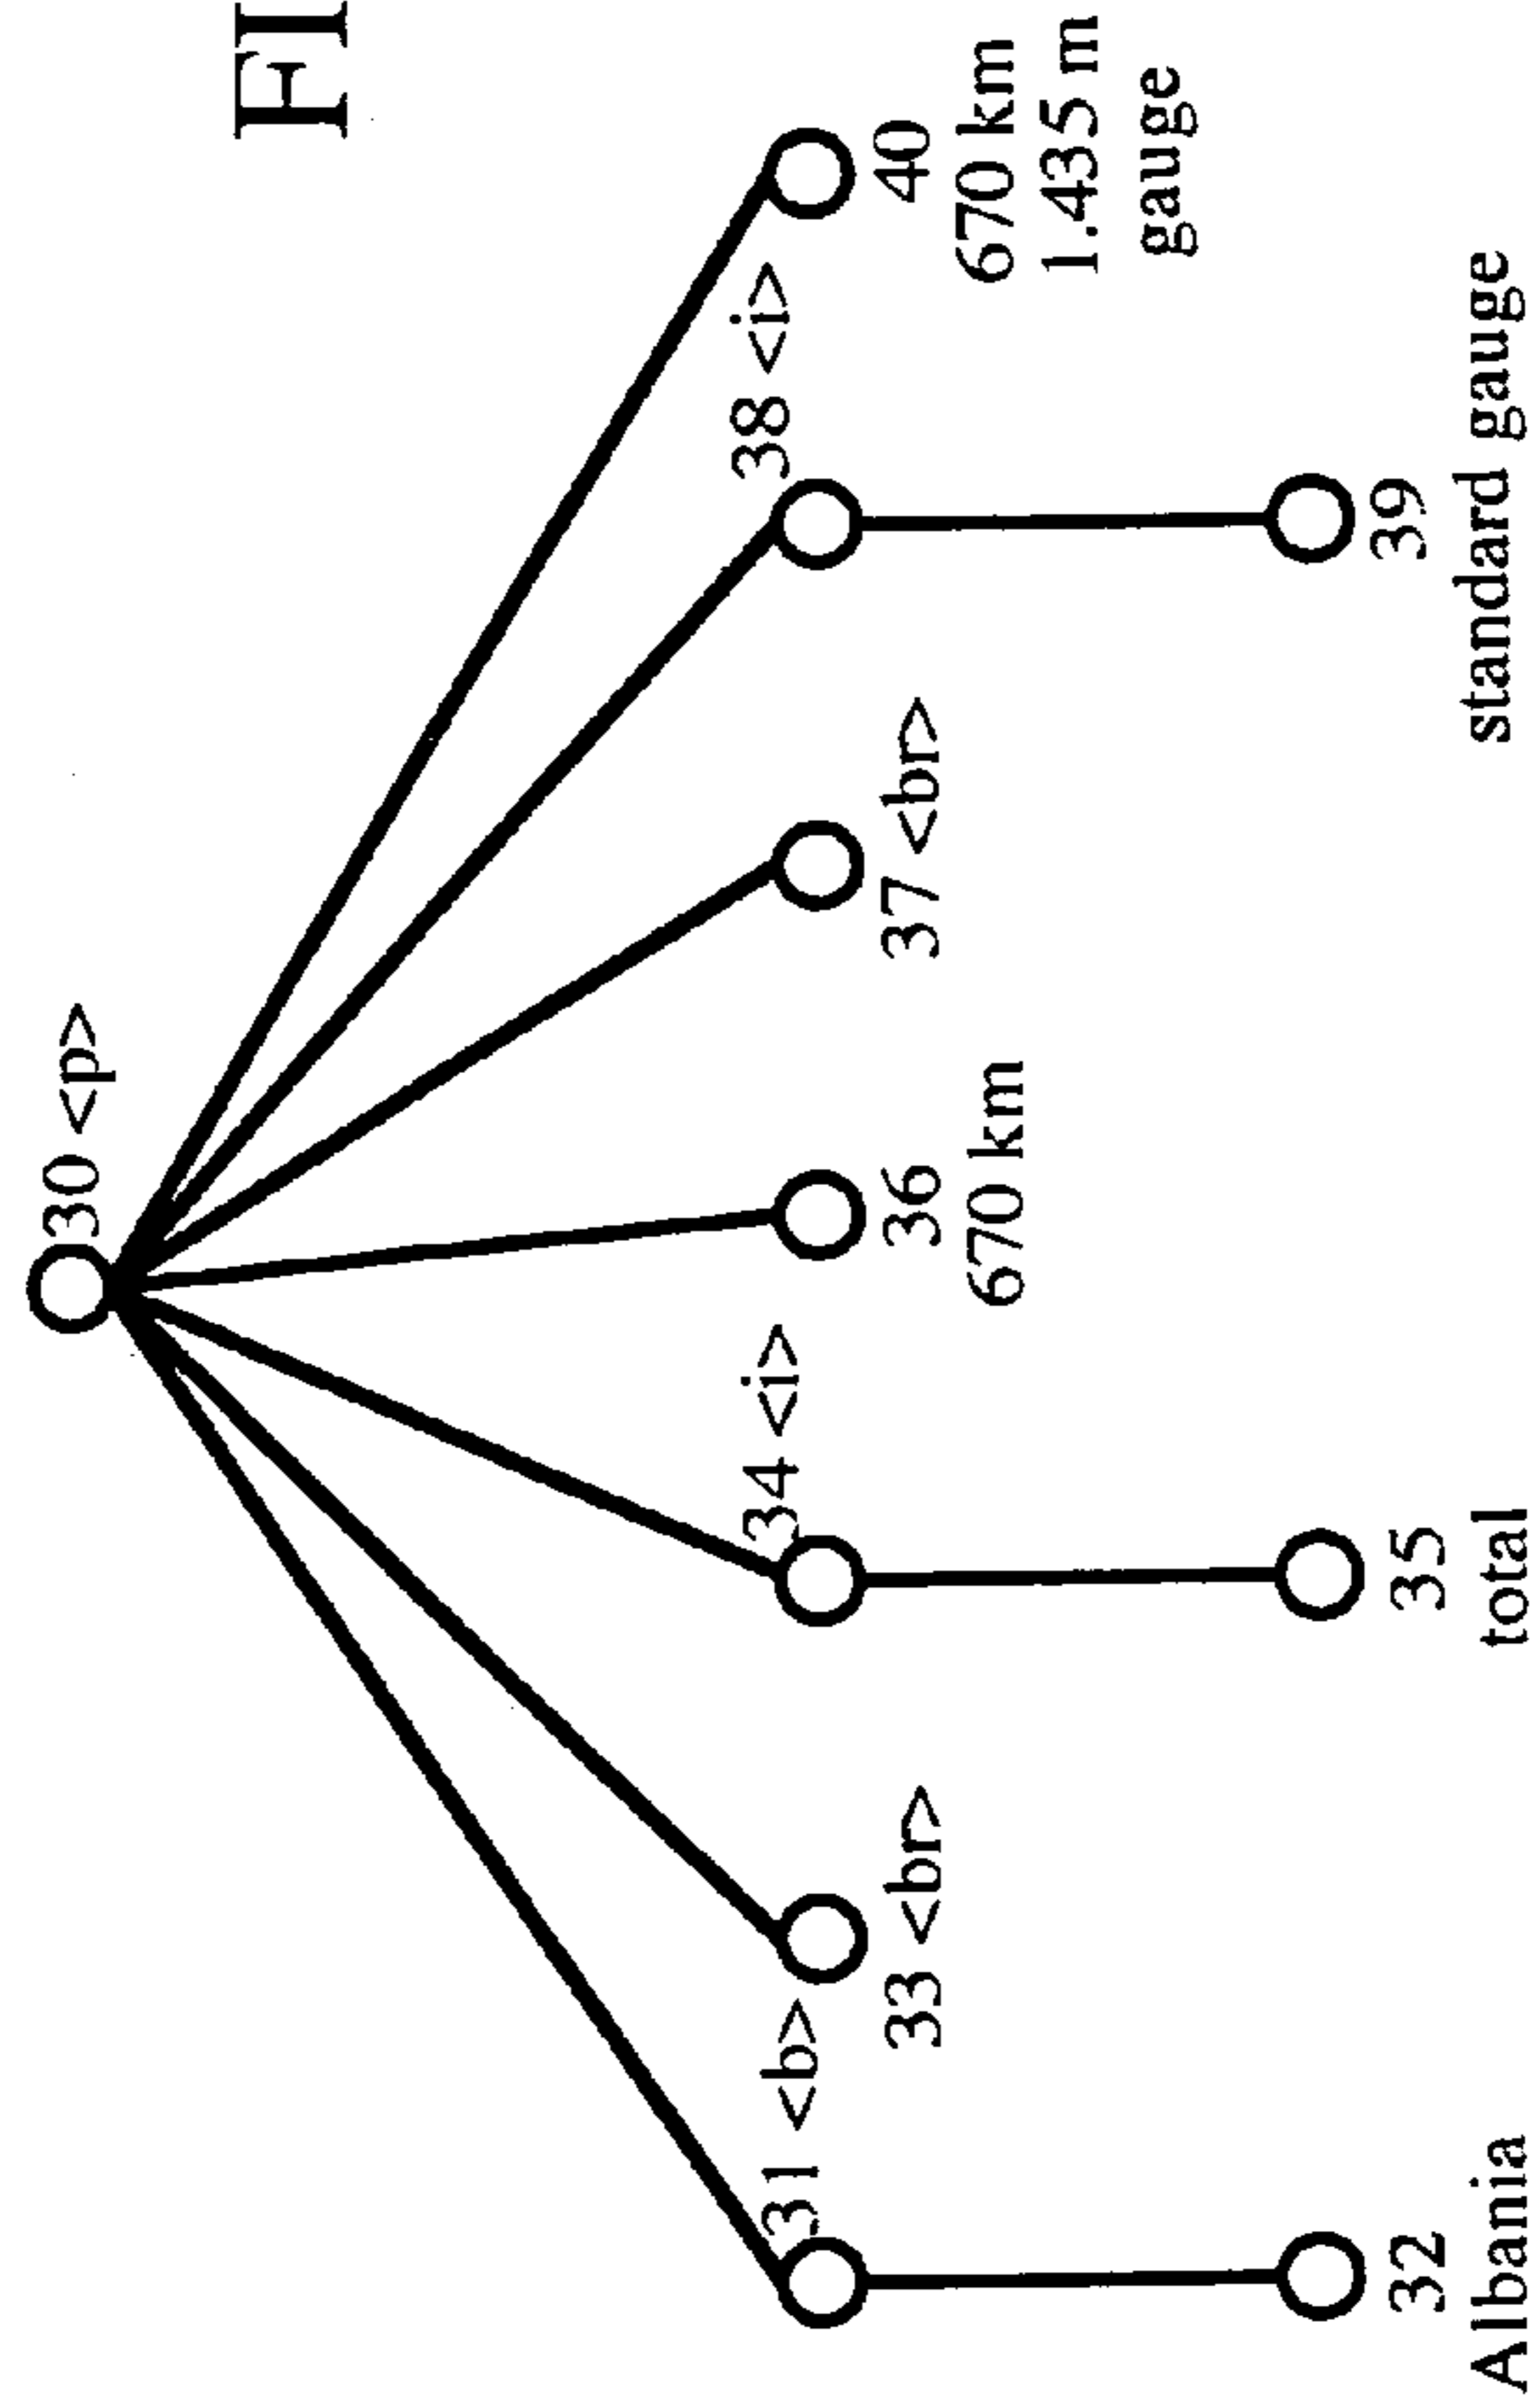 30 <p>
31 <b>
33 <br>
34 <i>
36
670 km
37 <br>
38 <i>
40
670 km
1.435 m
gauge
32
Albania
35
total
39
standard gauge
FI